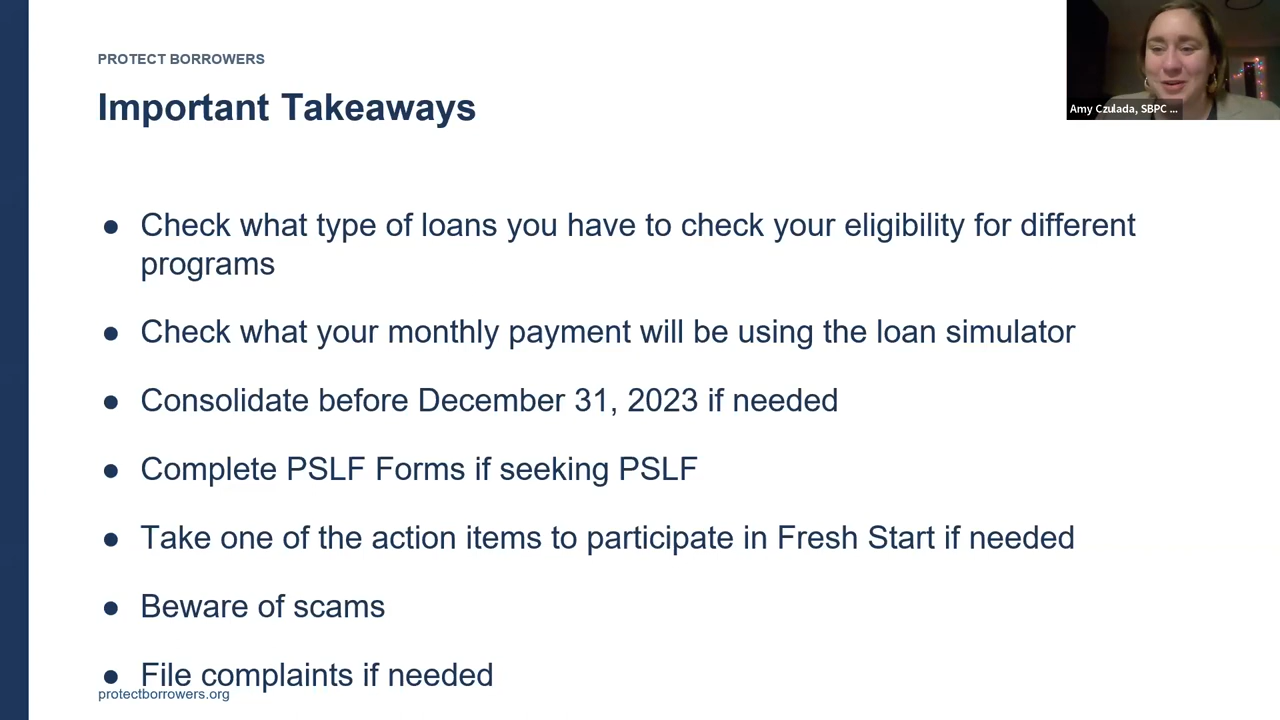 PROTECT BORROWERS
Important Takeaways
Amy Czulada, SBPC ...
● Check what type of loans you have to check your eligibility for different
programs
● Check what your monthly payment will be using the loan simulator
● Consolidate before December 31, 2023 if needed
● Complete PSLF Forms if seeking PSLF
● Take one of the action items to participate in Fresh Start if needed
● Beware of scams
● File complaints if needed
protectborrowers.org